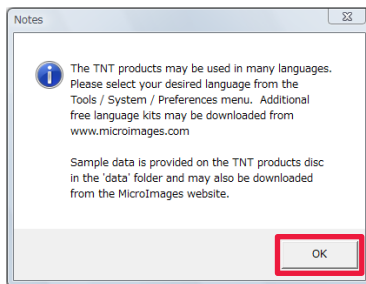 Notes
The TNT products may be used in many languages.
Please select your desired language from the
Tools / System / Preferences menu.  Additional
free language kits may be downloaded from
www.microimages.com
Sample data is provided on the TNT products disc
in the 'data' folder and may also be downloaded
from the MicroImages website.
OK